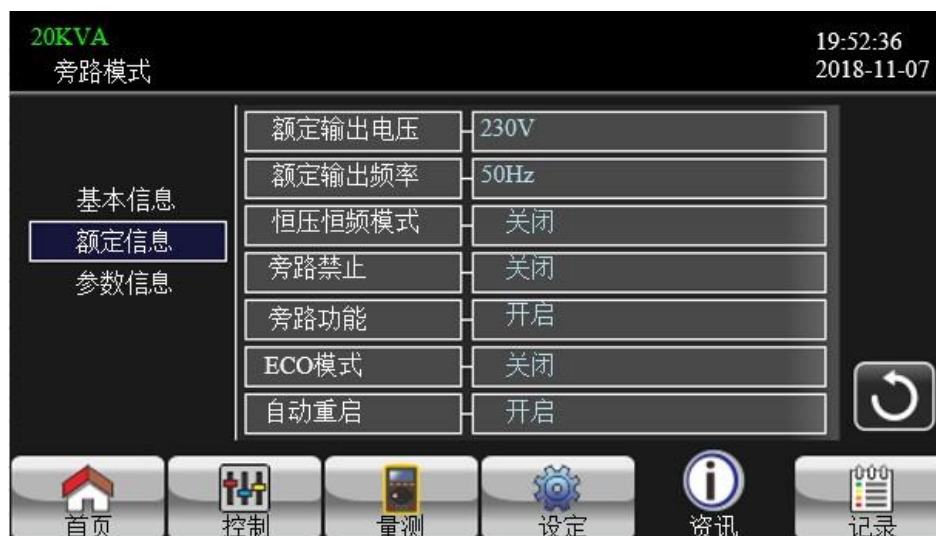 20KVA
旁路模式
19:52:36
2018-11-07
基本信息
额定信息
参数信息
额定输出电压 230V
额定输出频率 50Hz
恒压恒频模式 关闭
旁路禁止 关闭
旁路功能 开启
ECO模式 关闭
自动重启 开启
首页 控制 量测 设定 资讯 记录